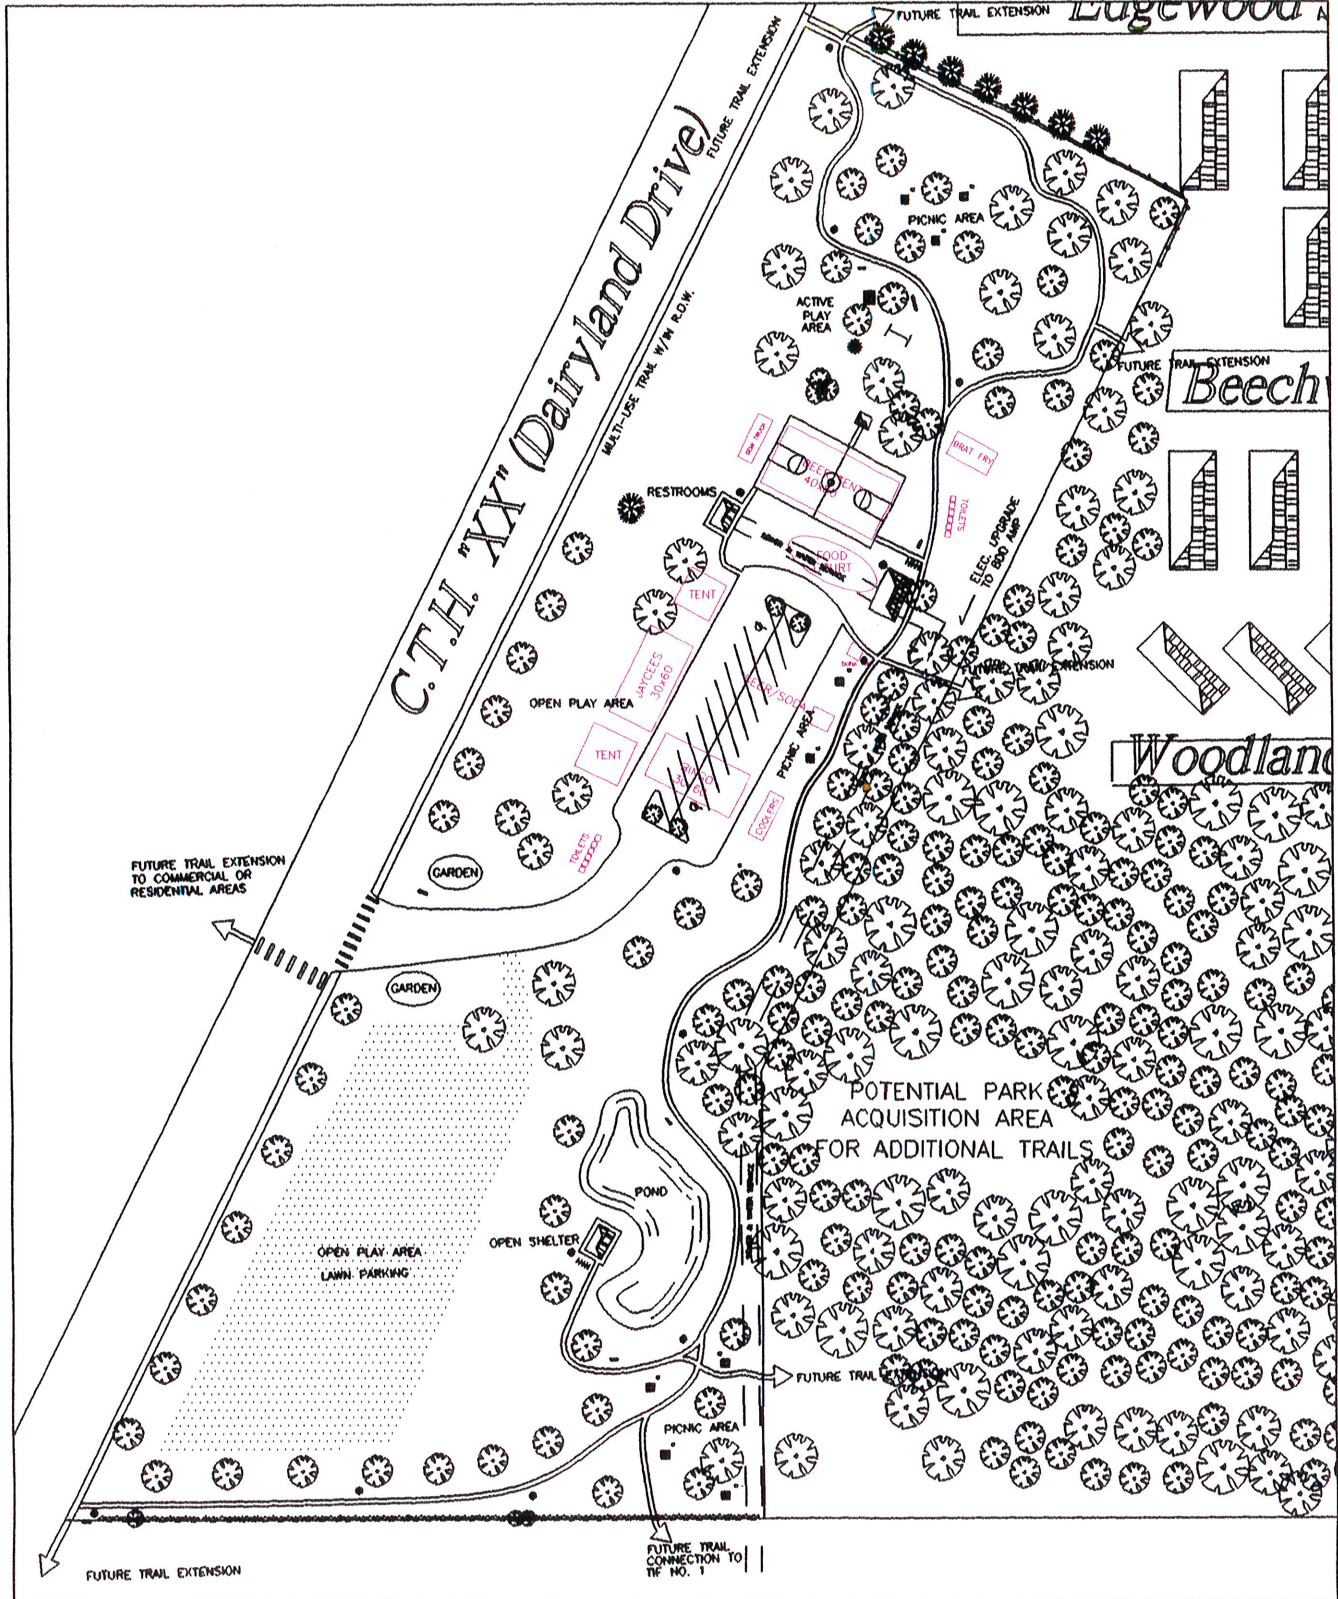 FUTURE TRAIL EXTENSION
Edgewood
FUTURE TRAIL EXTENSION
C.T.H. "XX" (Dairyland Drive)
MULTI-USE TRAIL W/IN R.O.W.
PICNIC AREA
ACTIVE
PLAY
AREA
FUTURE TRAIL EXTENSION
Beechw
BEER TENT
BRAT FRY
RESTROOMS
TOILETS
ELEC. UPGRADE
TO 800 AMP
FOOD
COURT
TENT
JAYCEES
30x60
OPEN PLAY AREA
BEER/SODA
FUTURE TRAIL EXTENSION
PICNIC AREA
TENT
BINGO
30x60
Woodland
COOLERS
TOILETS
GARDEN
FUTURE TRAIL EXTENSION
TO COMMERCIAL OR
RESIDENTIAL AREAS
GARDEN
POTENTIAL PARK
ACQUISITION AREA
FOR ADDITIONAL TRAILS
POND
OPEN SHELTER
OPEN PLAY AREA
LAWN PARKING
FUTURE TRAIL EXTENSION
PICNIC AREA
FUTURE TRAIL
CONNECTION TO
TIF NO. 1
FUTURE TRAIL EXTENSION